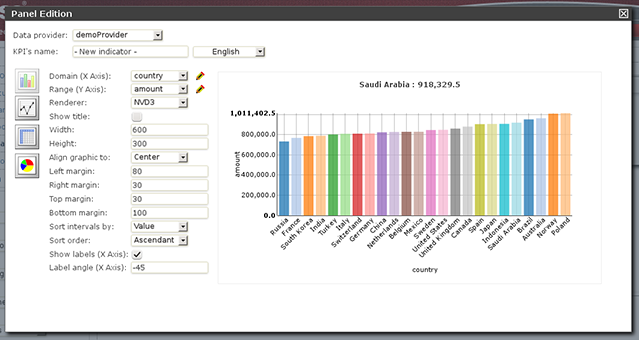 Panel Edition
Data provider: demoProvider
KPI's name: - New indicator - English
Domain (X Axis): country
Range (Y Axis): amount
Renderer: NVD3
Show title:
Width: 600
Height: 300
Align graphic to: Center
Left margin: 80
Right margin: 30
Top margin: 30
Bottom margin: 100
Sort intervals by: Value
Sort order: Ascendant
Show labels (X Axis):
Label angle (X Axis): -45
Saudi Arabia : 918,329.5
1,011,402.5
800,000.0
600,000.0
400,000.0
200,000.0
0.0
amount
Russia
France
South Korea
India
Turkey
Italy
Switzerland
Germany
China
Netherlands
Belgium
Mexico
Sweden
United States
United Kingdom
Canada
Spain
Japan
Indonesia
Saudi Arabia
Brazil
Australia
Norway
Poland
country